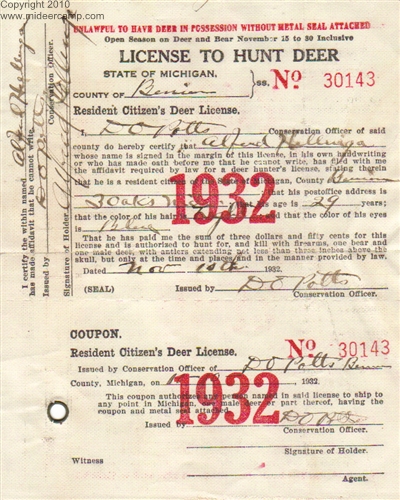 Copyright 2010
www.mideercamp.com
UNLAWFUL TO HAVE DEER IN POSSESSION WITHOUT METAL SEAL ATTACHED
Open Season on Deer and Bear November 15 to 30 Inclusive
LICENSE TO HUNT DEER
STATE OF MICHIGAN,
COUNTY OF Berrien ss. No 30143
Resident Citizen's Deer License.
I, D O Potts Conservation Officer of said
county do hereby certify that Alfred Hellenga
whose name is signed in the margin of this license, in his own handwriting
or who has made oath before me that he cannot write, has filed with me
the affidavit required by law for a deer hunter's license, stating therein
that he is a resident citizen of State of Michigan, County Berrien
3 Oaks that his postoffice address is
that his age is 29 years;
that the color of his hair that the color of his eyes
is Blue
1932
That he has paid me the sum of three dollars and fifty cents for this
license and is authorised to hunt for, and kill with firearms, one bear and
one male deer, with antlers extending not less than three inches above the
skull, but only at the time and places and in the manner provided by law.
Dated Nov 10th 1932.
(SEAL) Issued by D O Potts
Conservation Officer.
I certify the within named Alfred Hellenga
has made affidavit that he cannot write.
Issued by D O Potts
Conservation Officer.
Signature of Holder Alfred Hellenga
COUPON. No 30143
Resident Citizen's Deer License.
Issued by Conservation Officer of D O Potts Berrien
County, Michigan, on 1932.
1932
This coupon authorizes the person named in license to ship to
any point in Michigan, male deer or part thereof, having the
coupon and metal seal attached
Issued by D O Potts
Conservation Officer.
Signature of Holder.
Witness
Agent.